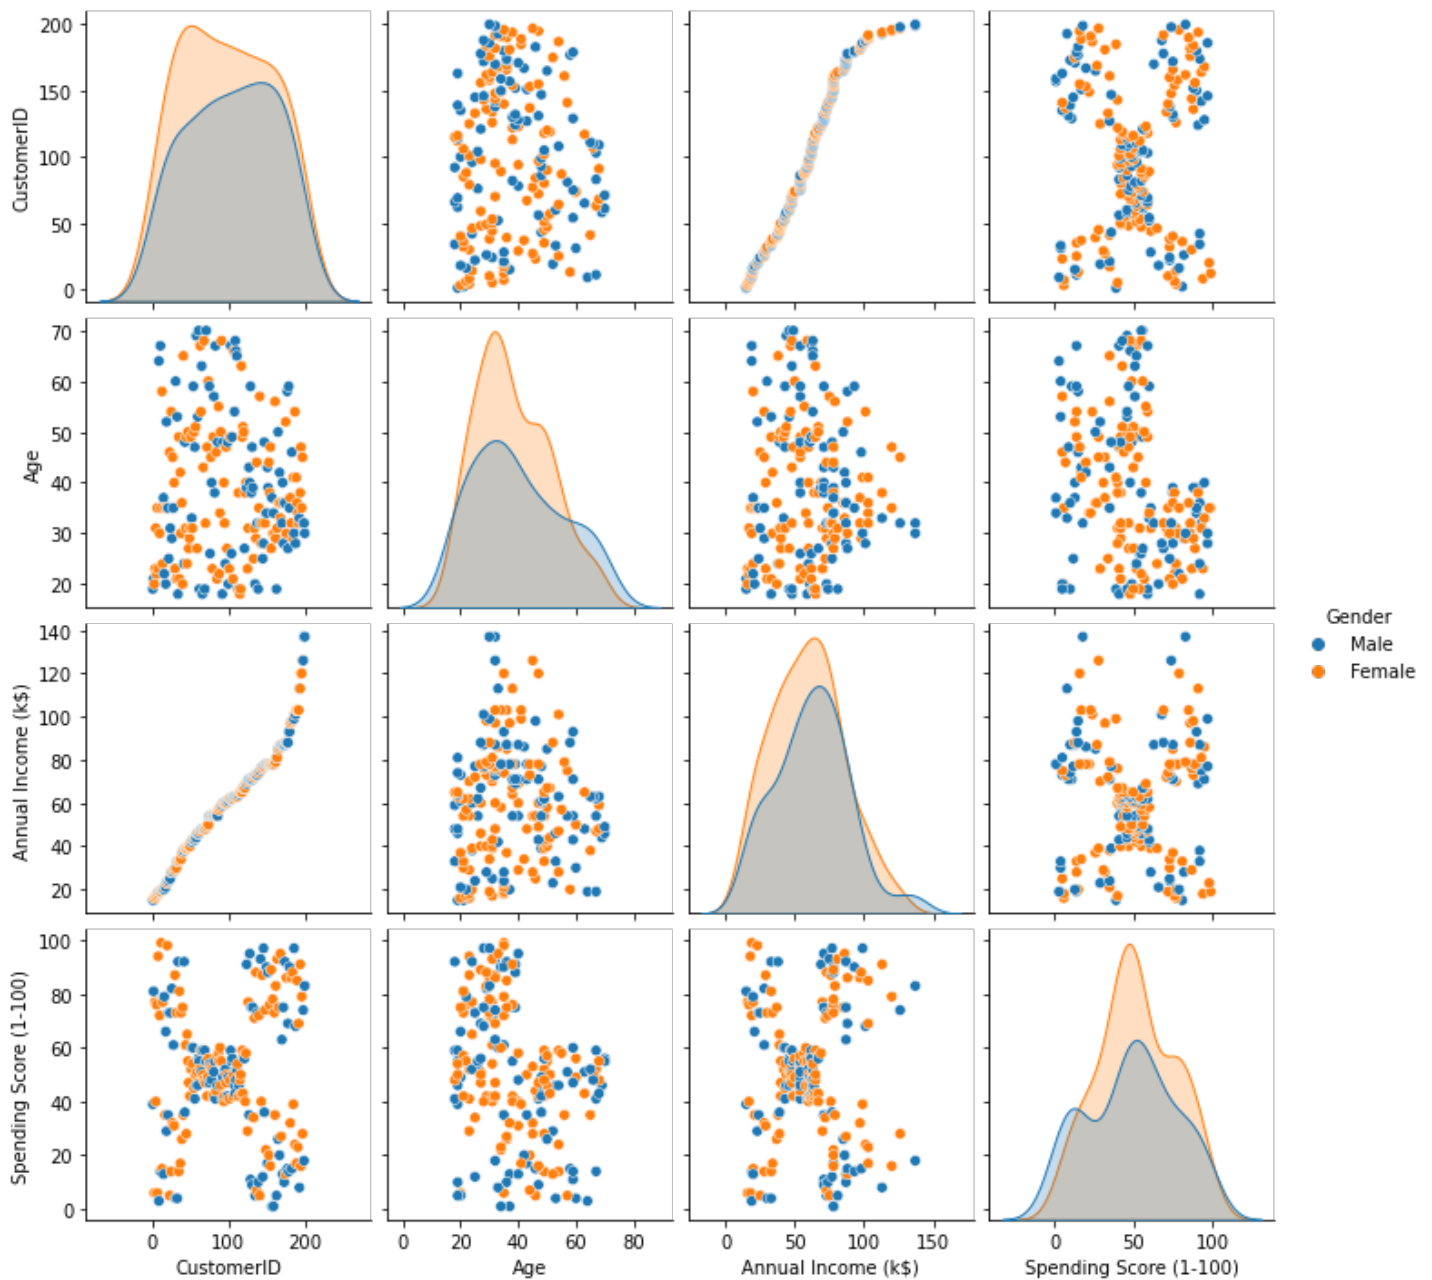 200
150
100
50
0
CustomerID
70
60
50
40
30
20
Age
Gender
Male
Female
140
120
100
80
60
40
20
Annual Income (k$)
100
80
60
40
20
0
Spending Score (1-100)
0 100 200 0 20 40 60 80 0 50 100 150 0 50 100
CustomerID Age Annual Income (k$) Spending Score (1-100)